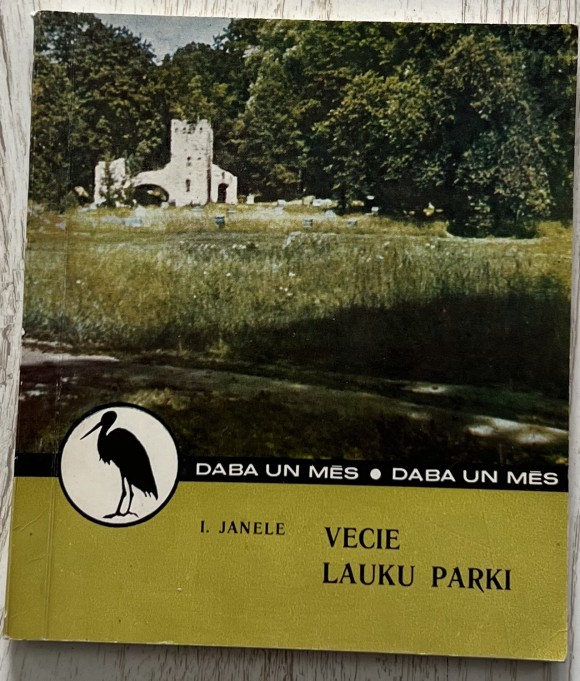 DABA UN MĒS ● DABA UN MĒS
I. JANELE
VECIE
LAUKU PARKI